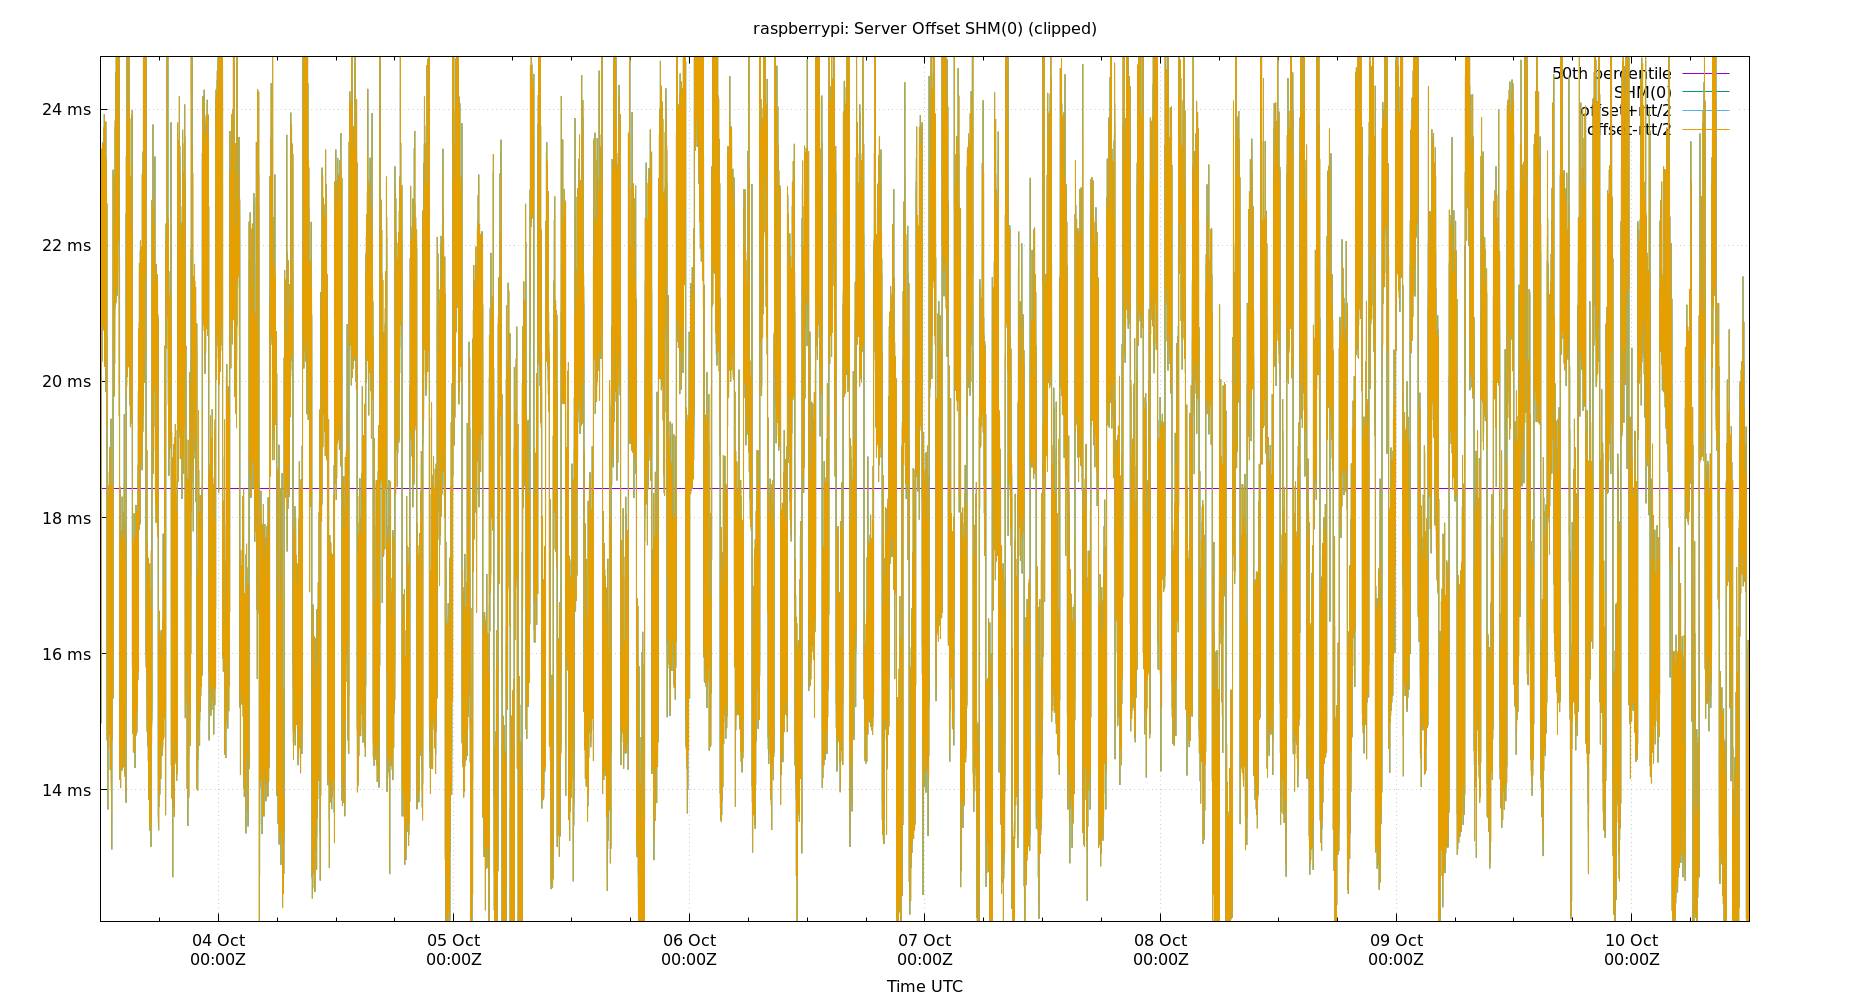 raspberrypi: Server Offset SHM(0) (clipped)
50th percentile
SHM(0)
offset+rtt/2
offset-rtt/2
24 ms
22 ms
20 ms
18 ms
16 ms
14 ms
04 Oct
00:00Z
05 Oct
00:00Z
06 Oct
00:00Z
07 Oct
00:00Z
08 Oct
00:00Z
09 Oct
00:00Z
10 Oct
00:00Z
Time UTC